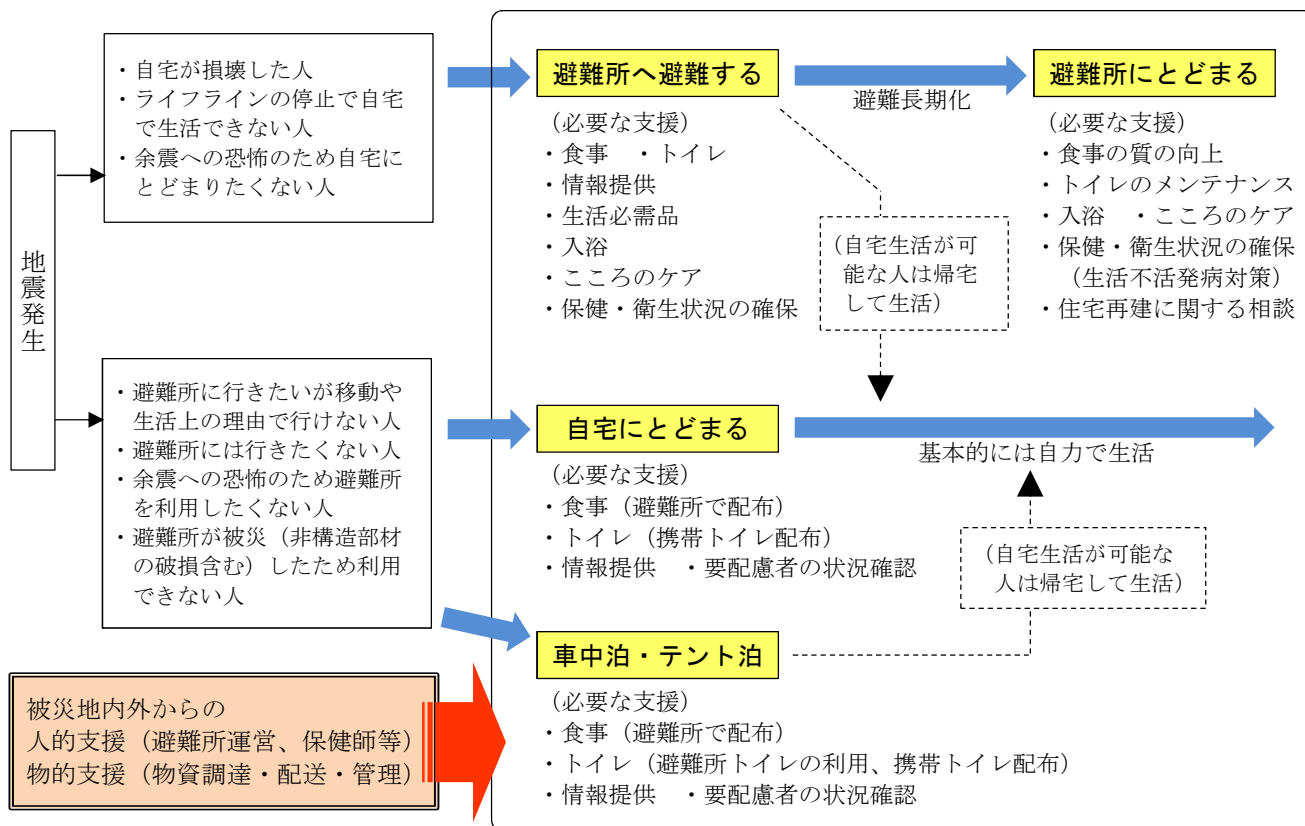 地震発生
・自宅が損壊した人
・ライフラインの停止で自宅
で生活できない人
・余震への恐怖のため自宅に
とどまりたくない人
・避難所に行きたいが移動や
生活上の理由で行けない人
・避難所には行きたくない人
・余震への恐怖のため避難所
を利用したくない人
・避難所が被災（非構造部材
の破損含む）したため利用
できない人
被災地内外からの
人的支援（避難所運営、保健師等）
物的支援（物資調達・配送・管理）
避難所へ避難する
（必要な支援）
・食事　・トイレ
・情報提供
・生活必需品
・入浴
・こころのケア
・保健・衛生状況の確保
避難長期化
避難所にとどまる
（必要な支援）
・食事の質の向上
・トイレのメンテナンス
・入浴　・こころのケア
・保健・衛生状況の確保
（生活不活発病対策）
・住宅再建に関する相談
（自宅生活が可
能な人は帰宅
して生活）
自宅にとどまる
（必要な支援）
・食事（避難所で配布）
・トイレ（携帯トイレ配布）
・情報提供　・要配慮者の状況確認
基本的には自力で生活
（自宅生活が可能な
人は帰宅して生活）
車中泊・テント泊
（必要な支援）
・食事（避難所で配布）
・トイレ（避難所トイレの利用、携帯トイレ配布）
・情報提供　・要配慮者の状況確認